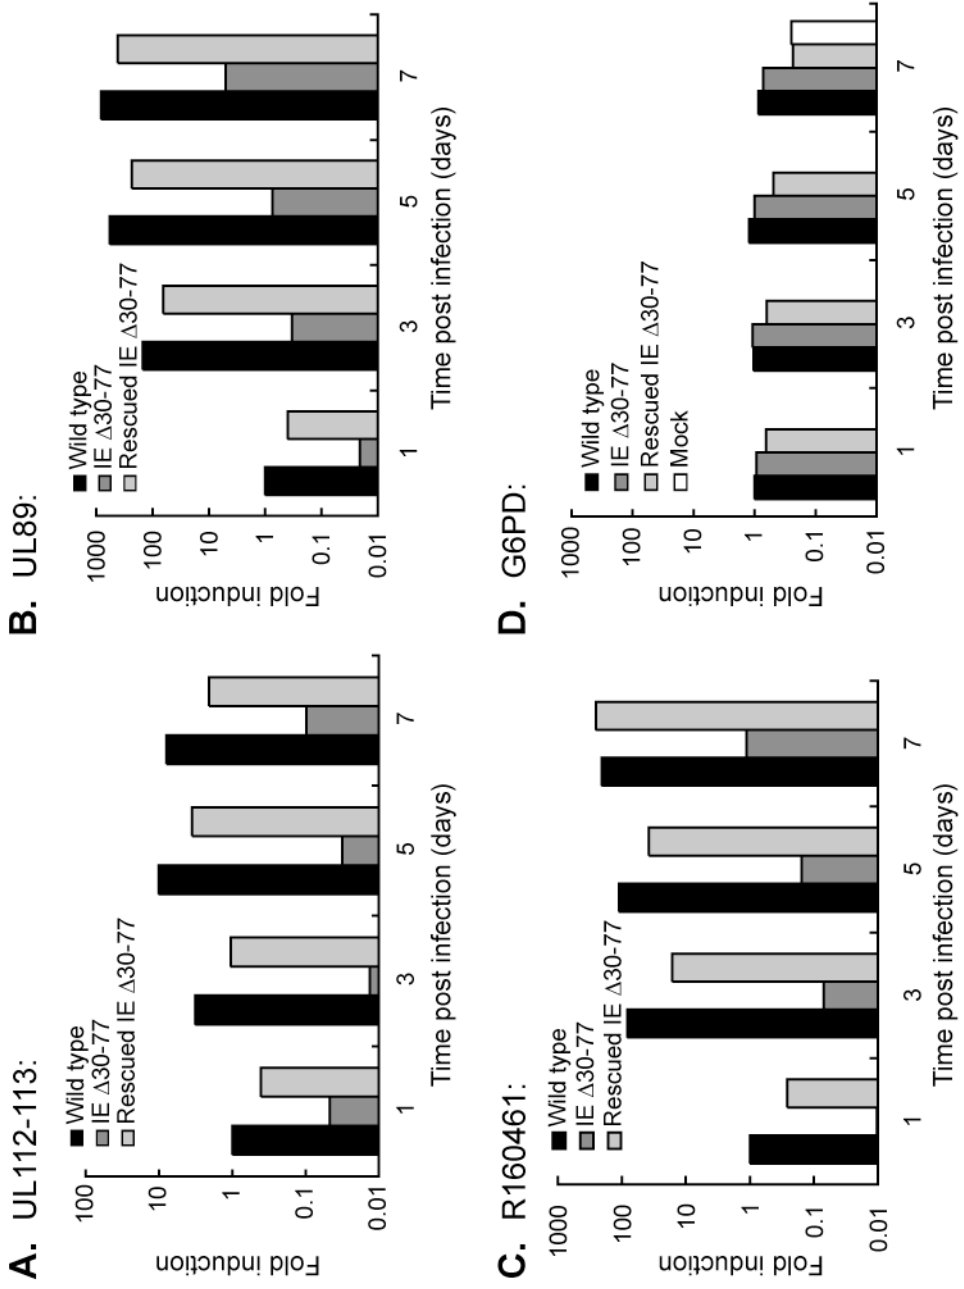 A. UL112-113:
Wild type
IE Δ30-77
Rescued IE Δ30-77
Fold induction
100
10
1
0.1
0.01
1 3 5 7
Time post infection (days)
B. UL89:
Wild type
IE Δ30-77
Rescued IE Δ30-77
Fold induction
1000
100
10
1
0.1
0.01
1 3 5 7
Time post infection (days)
C. R160461:
Wild type
IE Δ30-77
Rescued IE Δ30-77
Fold induction
1000
100
10
1
0.1
0.01
1 3 5 7
Time post infection (days)
D. G6PD:
Wild type
IE Δ30-77
Rescued IE Δ30-77
Mock
Fold induction
1000
100
10
1
0.1
0.01
1 3 5 7
Time post infection (days)